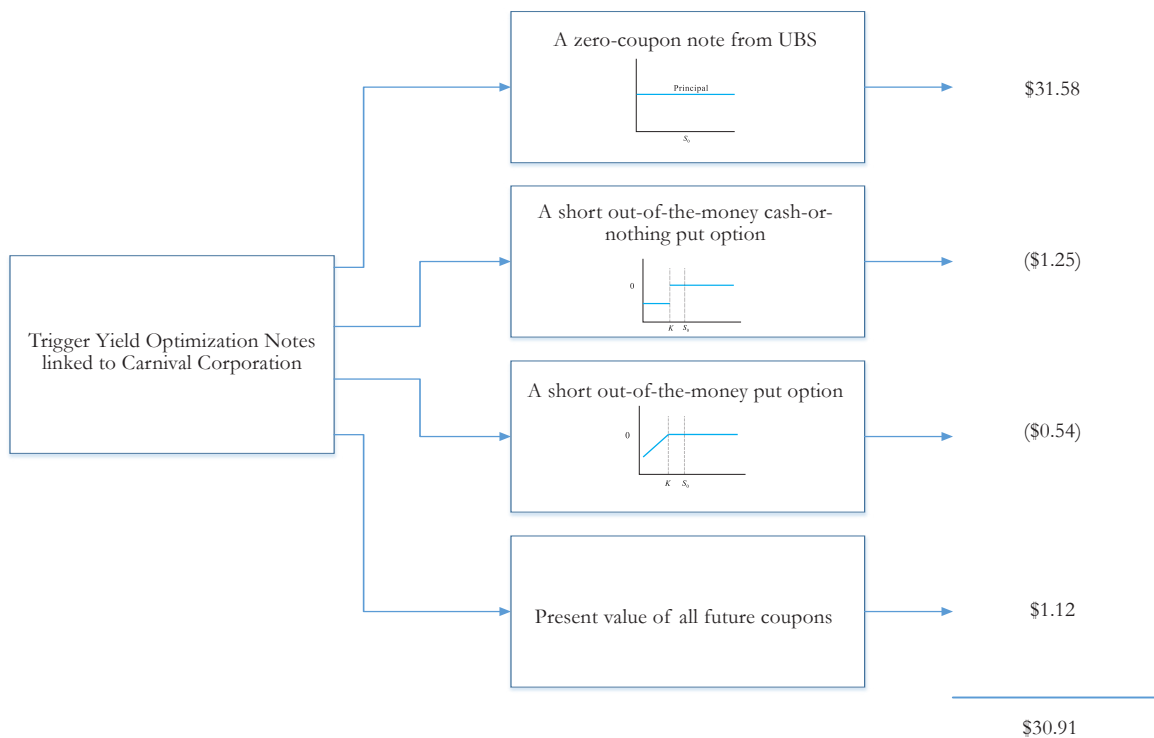 A zero-coupon note from UBS
Principal
S₀
$31.58
A short out-of-the-money cash-or-
nothing put option
0
K
S₀
($1.25)
Trigger Yield Optimization Notes
linked to Carnival Corporation
A short out-of-the-money put option
0
K
S₀
($0.54)
Present value of all future coupons
$1.12
$30.91